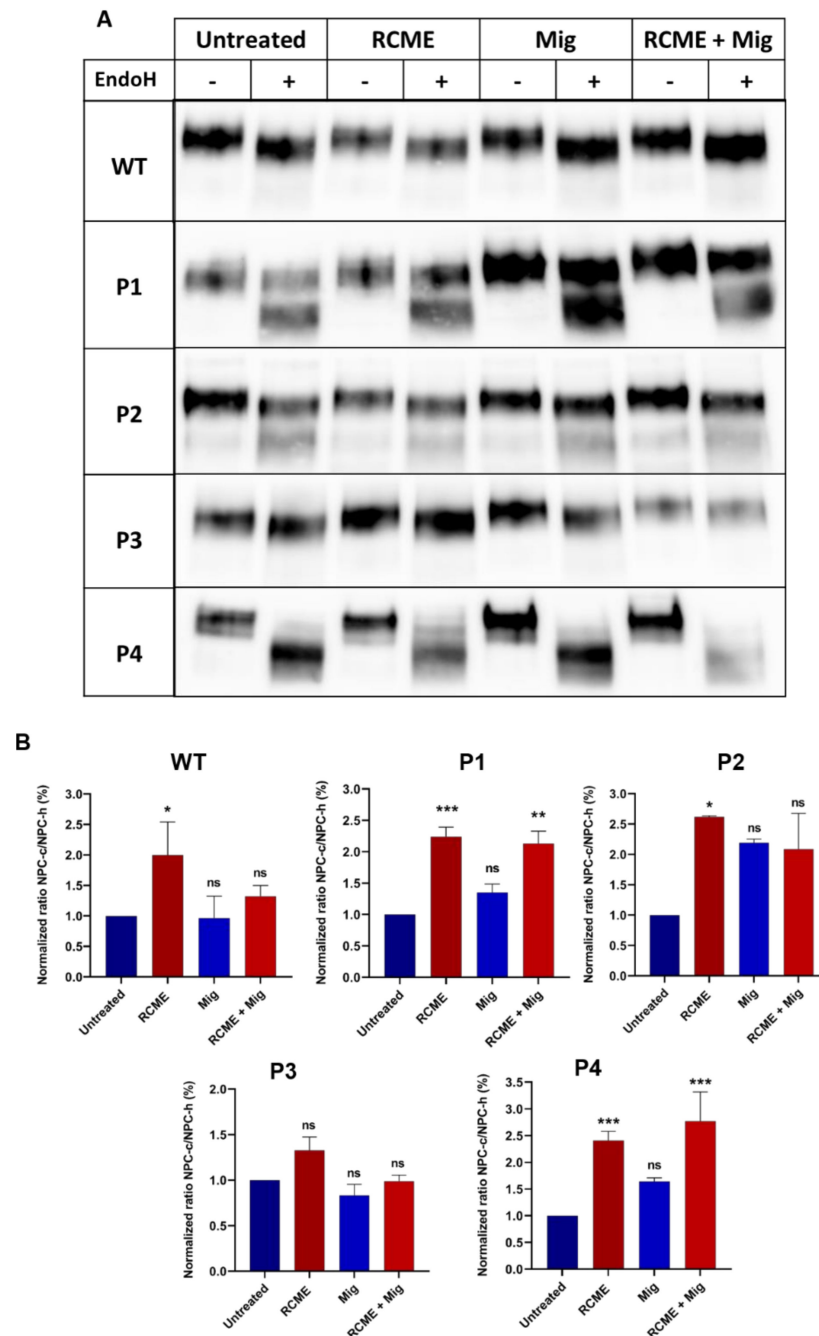 A
Untreated RCME Mig RCME + Mig
EndoH - + - + - + - +
WT
P1
P2
P3
P4
B
WT
Normalized ratio NPC-c/NPC-h (%)
3.0
2.5
2.0
1.5
1.0
0.5
0.0
*
ns
ns
Untreated
RCME
Mig
RCME + Mig
P1
Normalized ratio NPC-c/NPC-h (%)
3.0
2.5
2.0
1.5
1.0
0.5
0.0
***
ns
**
Untreated
RCME
Mig
RCME + Mig
P2
Normalized ratio NPC-c/NPC-h (%)
3.0
2.5
2.0
1.5
1.0
0.5
0.0
*
ns
ns
Untreated
RCME
Mig
RCME + Mig
P3
Normalized ratio NPC-c/NPC-h (%)
2.0
1.5
1.0
0.5
0.0
ns
ns
ns
Untreated
RCME
Mig
RCME + Mig
P4
Normalized ratio NPC-c/NPC-h (%)
3.5
3.0
2.5
2.0
1.5
1.0
0.5
0.0
***
ns
***
Untreated
RCME
Mig
RCME + Mig